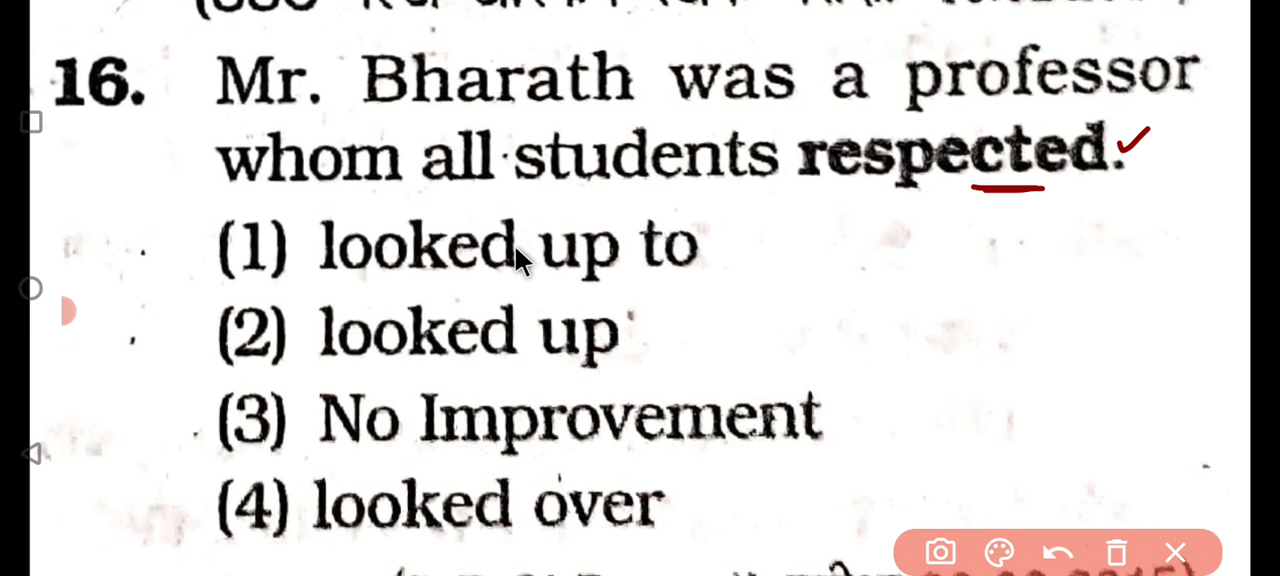 16. Mr. Bharath was a professor
whom all students respected.
(1) looked up to
(2) looked up
(3) No Improvement
(4) looked over